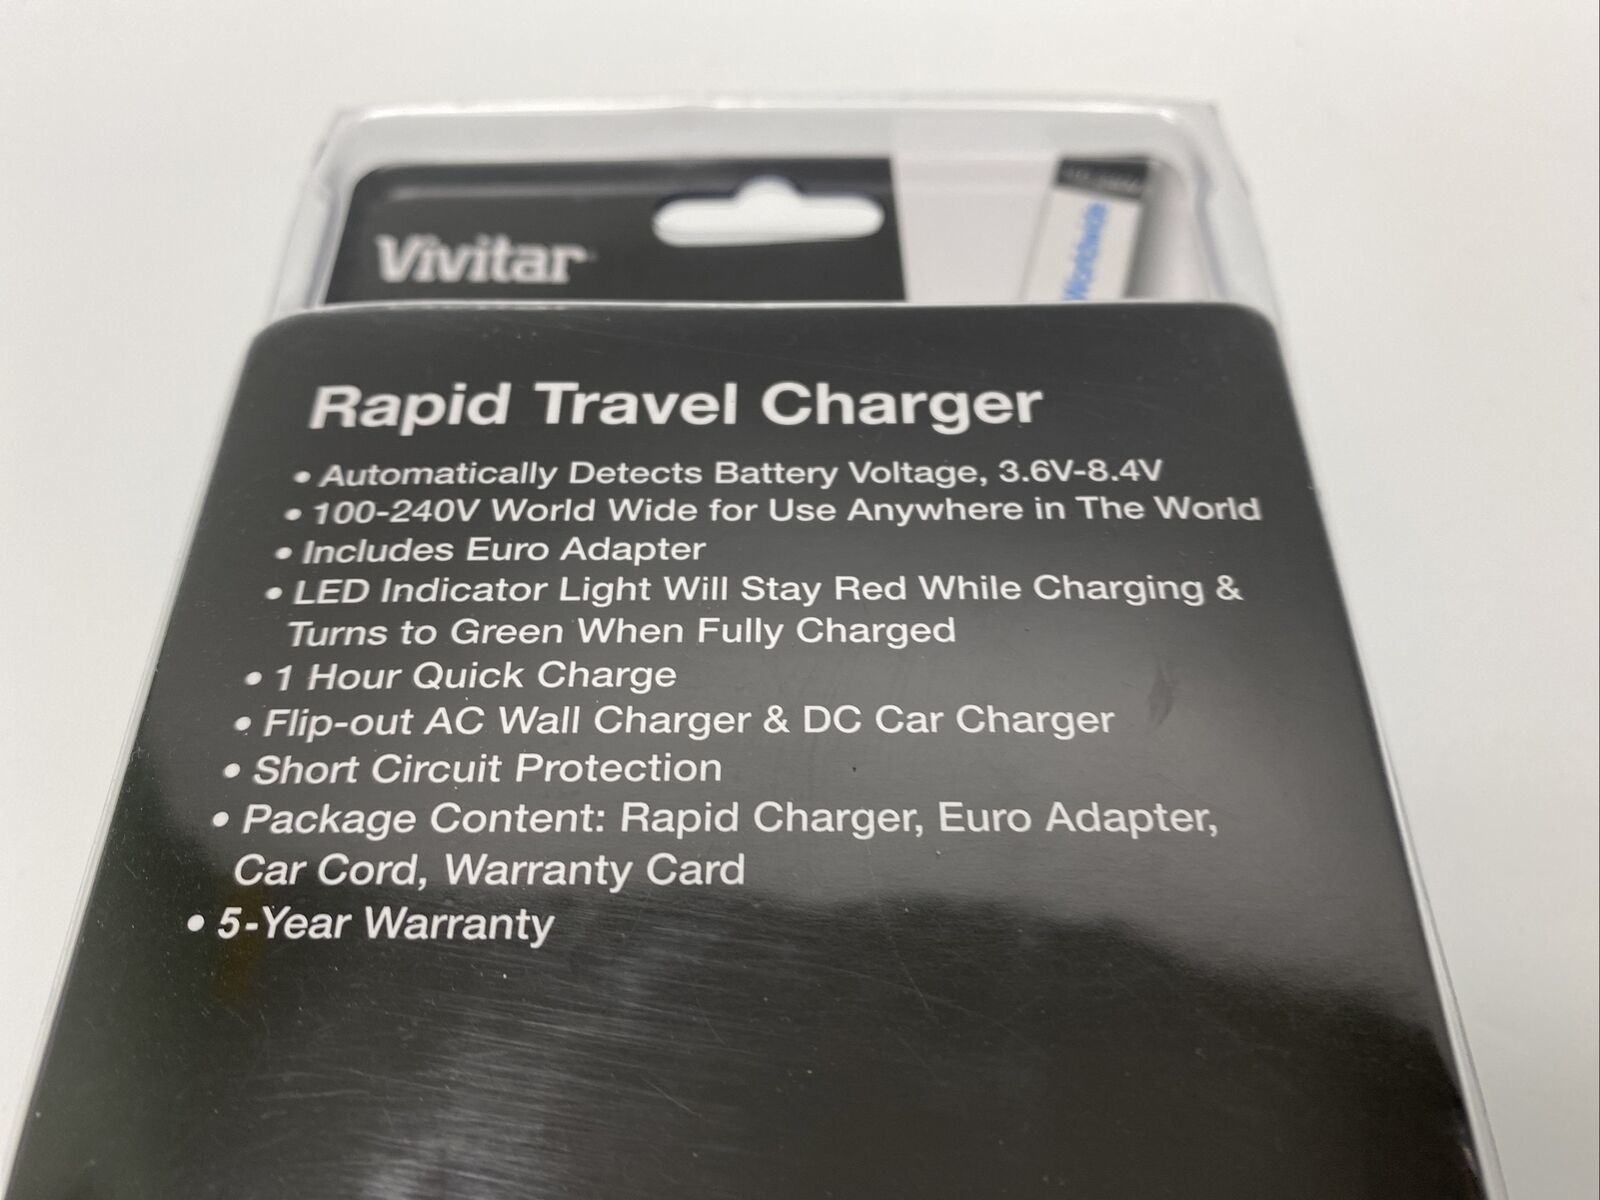 Vivitar
Worldwide
Rapid Travel Charger
• Automatically Detects Battery Voltage, 3.6V-8.4V
• 100-240V World Wide for Use Anywhere in The World
• Includes Euro Adapter
• LED Indicator Light Will Stay Red While Charging &
Turns to Green When Fully Charged
• 1 Hour Quick Charge
• Flip-out AC Wall Charger & DC Car Charger
• Short Circuit Protection
• Package Content: Rapid Charger, Euro Adapter,
Car Cord, Warranty Card
• 5-Year Warranty